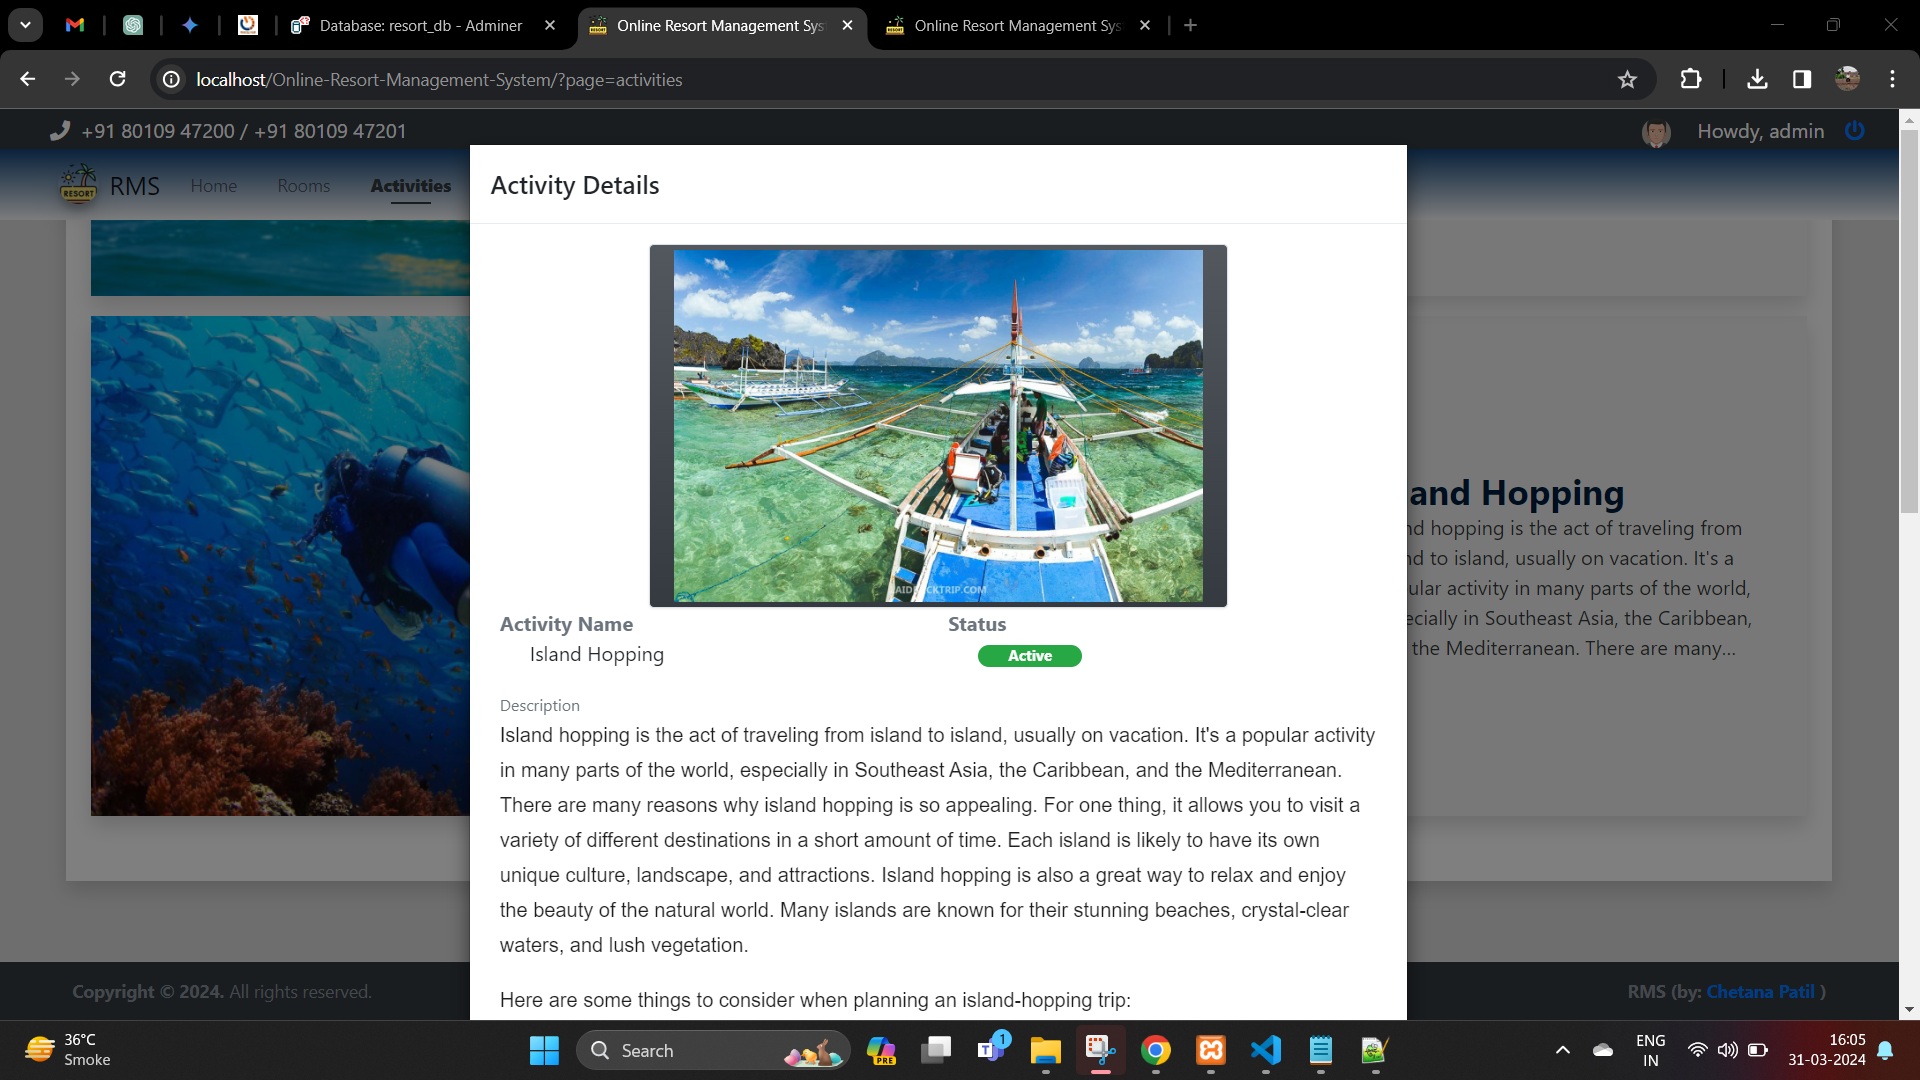 Database: resort_db - Adminer
Online Resort Management Sys
Online Resort Management Sys
localhost/Online-Resort-Management-System/?page=activities
+91 80109 47200 / +91 80109 47201
Howdy, admin
RESORT
RMS
Home
Rooms
Activities
Activity Details
Activity Name
Status
Island Hopping
Active
Description
Island hopping is the act of traveling from island to island, usually on vacation. It's a popular activity
in many parts of the world, especially in Southeast Asia, the Caribbean, and the Mediterranean.
There are many reasons why island hopping is so appealing. For one thing, it allows you to visit a
variety of different destinations in a short amount of time. Each island is likely to have its own
unique culture, landscape, and attractions. Island hopping is also a great way to relax and enjoy
the beauty of the natural world. Many islands are known for their stunning beaches, crystal-clear
waters, and lush vegetation.
Here are some things to consider when planning an island-hopping trip:
and Hopping
nd hopping is the act of traveling from
nd to island, usually on vacation. It's a
ular activity in many parts of the world,
ecially in Southeast Asia, the Caribbean,
the Mediterranean. There are many...
Copyright © 2024. All rights reserved.
RMS (by: Chetana Patil )
36°C
Smoke
Search
PRE
1
ENG
IN
16:05
31-03-2024